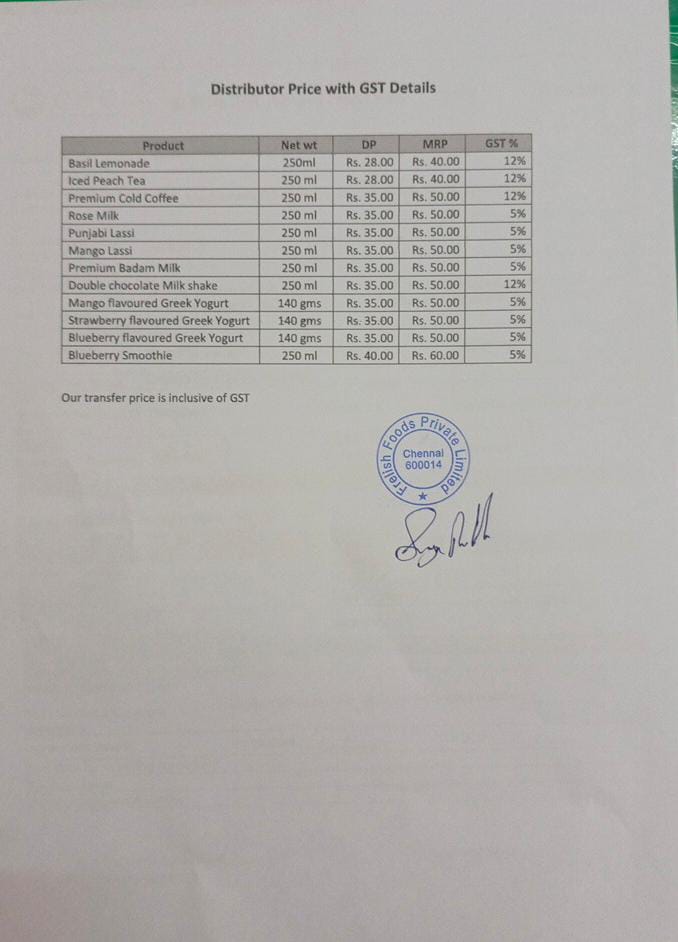 Distributor Price with GST Details
Product Net wt DP MRP GST %
Basil Lemonade 250ml Rs. 28.00 Rs. 40.00 12%
Iced Peach Tea 250 ml Rs. 28.00 Rs. 40.00 12%
Premium Cold Coffee 250 ml Rs. 35.00 Rs. 50.00 12%
Rose Milk 250 ml Rs. 35.00 Rs. 50.00 5%
Punjabi Lassi 250 ml Rs. 35.00 Rs. 50.00 5%
Mango Lassi 250 ml Rs. 35.00 Rs. 50.00 5%
Premium Badam Milk 250 ml Rs. 35.00 Rs. 50.00 5%
Double chocolate Milk shake 250 ml Rs. 35.00 Rs. 50.00 12%
Mango flavoured Greek Yogurt 140 gms Rs. 35.00 Rs. 50.00 5%
Strawberry flavoured Greek Yogurt 140 gms Rs. 35.00 Rs. 50.00 5%
Blueberry flavoured Greek Yogurt 140 gms Rs. 35.00 Rs. 50.00 5%
Blueberry Smoothie 250 ml Rs. 40.00 Rs. 60.00 5%
Our transfer price is inclusive of GST
Frelish Foods Private Limited
Chennai
600014